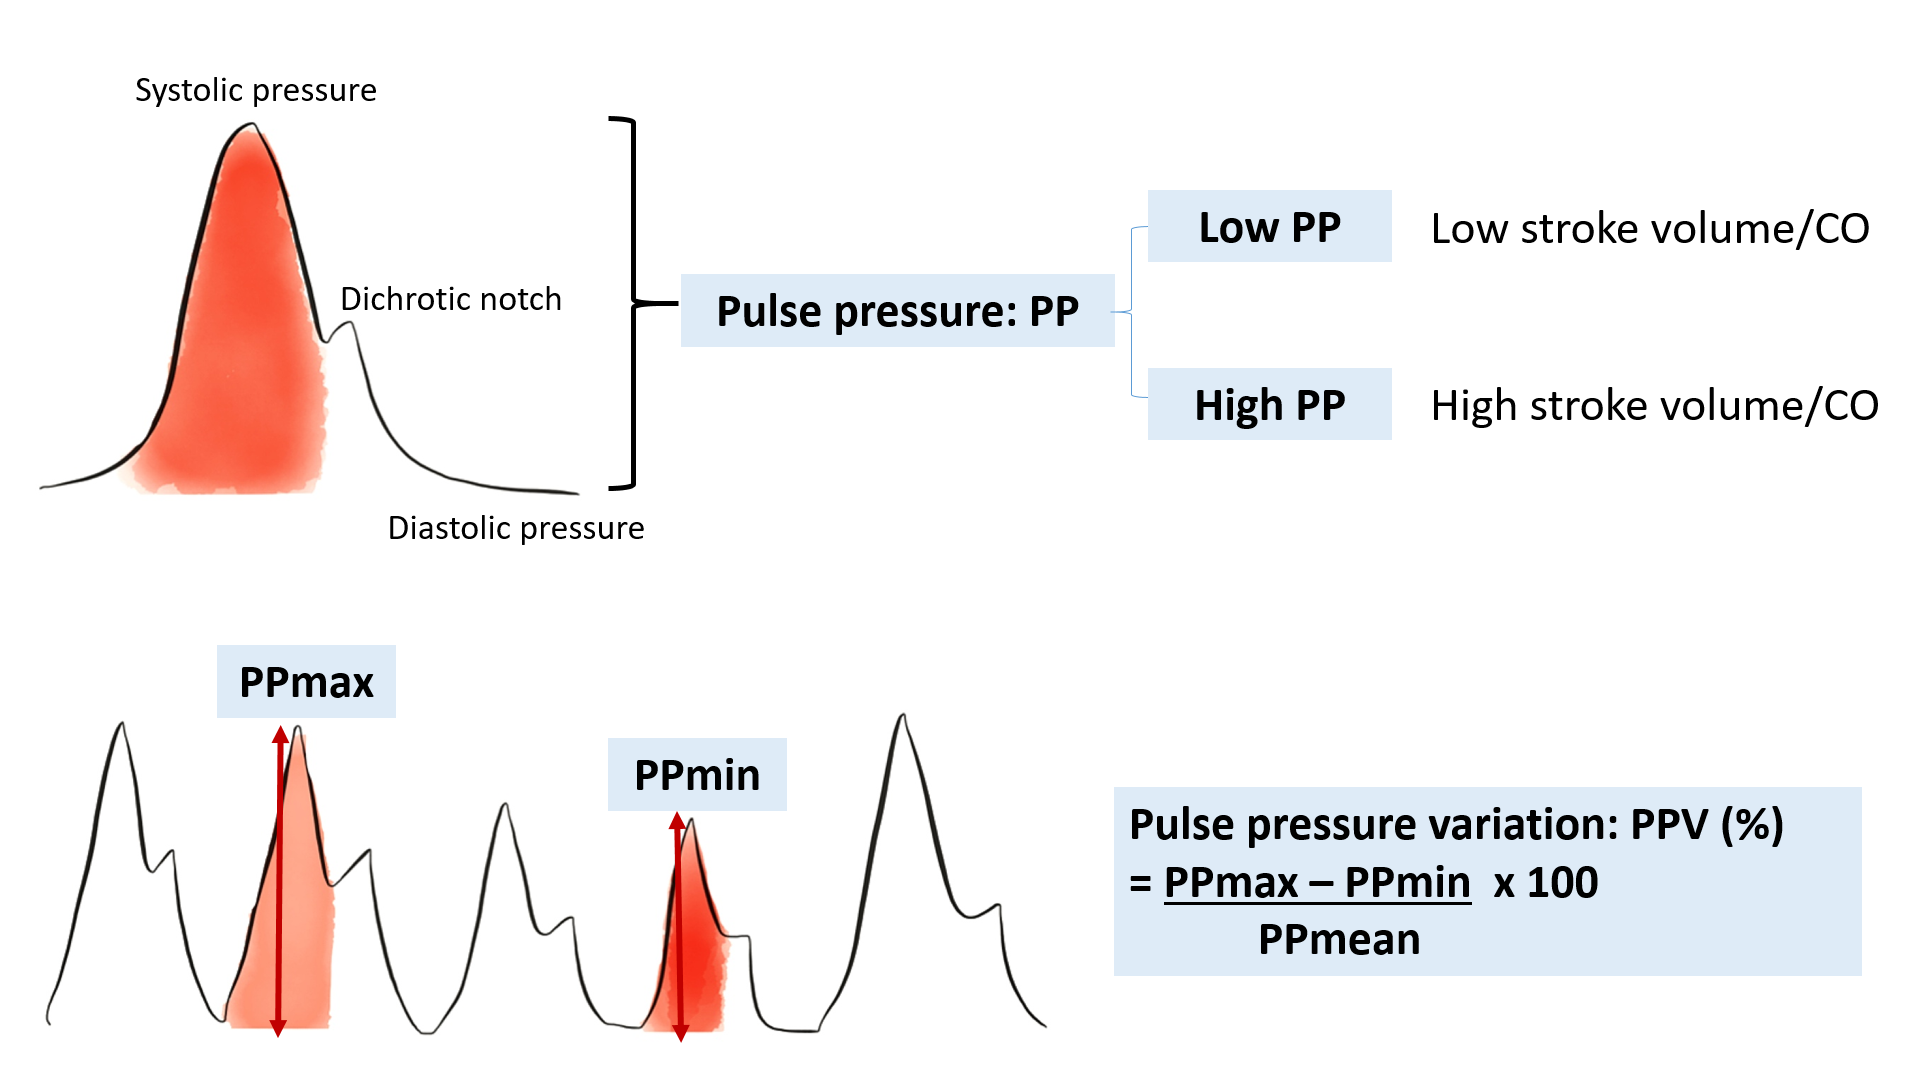 Systolic pressure
Dichrotic notch
Diastolic pressure
Pulse pressure: PP
Low PP
Low stroke volume/CO
High PP
High stroke volume/CO
PPmax
PPmin
Pulse pressure variation: PPV (%)
= PPmax – PPmin x 100
PPmean